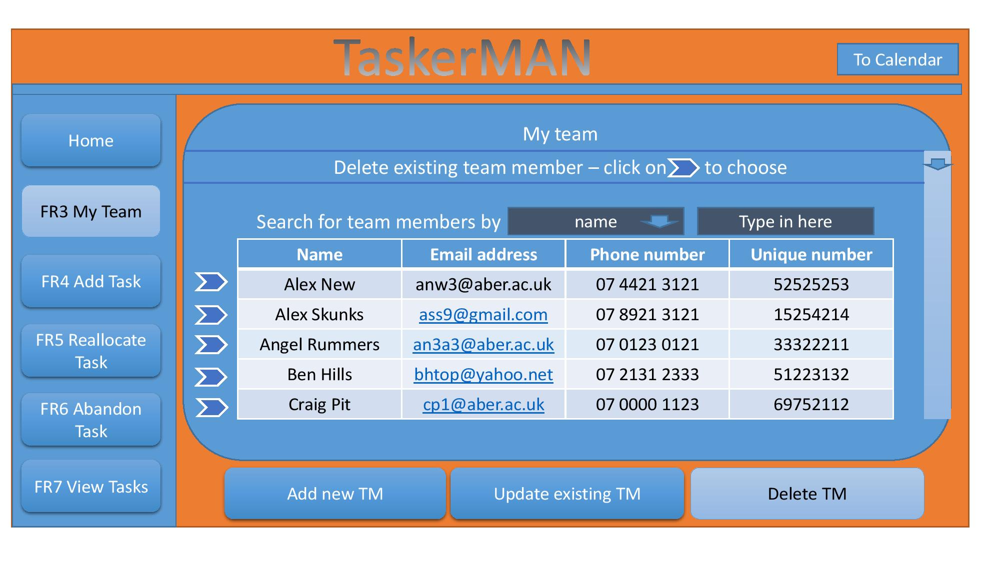 TaskerMAN
To Calendar
Home
FR3 My Team
FR4 Add Task
FR5 Reallocate
Task
FR6 Abandon
Task
FR7 View Tasks
My team
Delete existing team member – click on to choose
Search for team members by name Type in here
Name Email address Phone number Unique number
Alex New anw3@aber.ac.uk 07 4421 3121 52525253
Alex Skunks ass9@gmail.com 07 8921 3121 15254214
Angel Rummers an3a3@aber.ac.uk 07 0123 0121 33322211
Ben Hills bhtop@yahoo.net 07 2131 2333 51223132
Craig Pit cp1@aber.ac.uk 07 0000 1123 69752112
Add new TM Update existing TM Delete TM